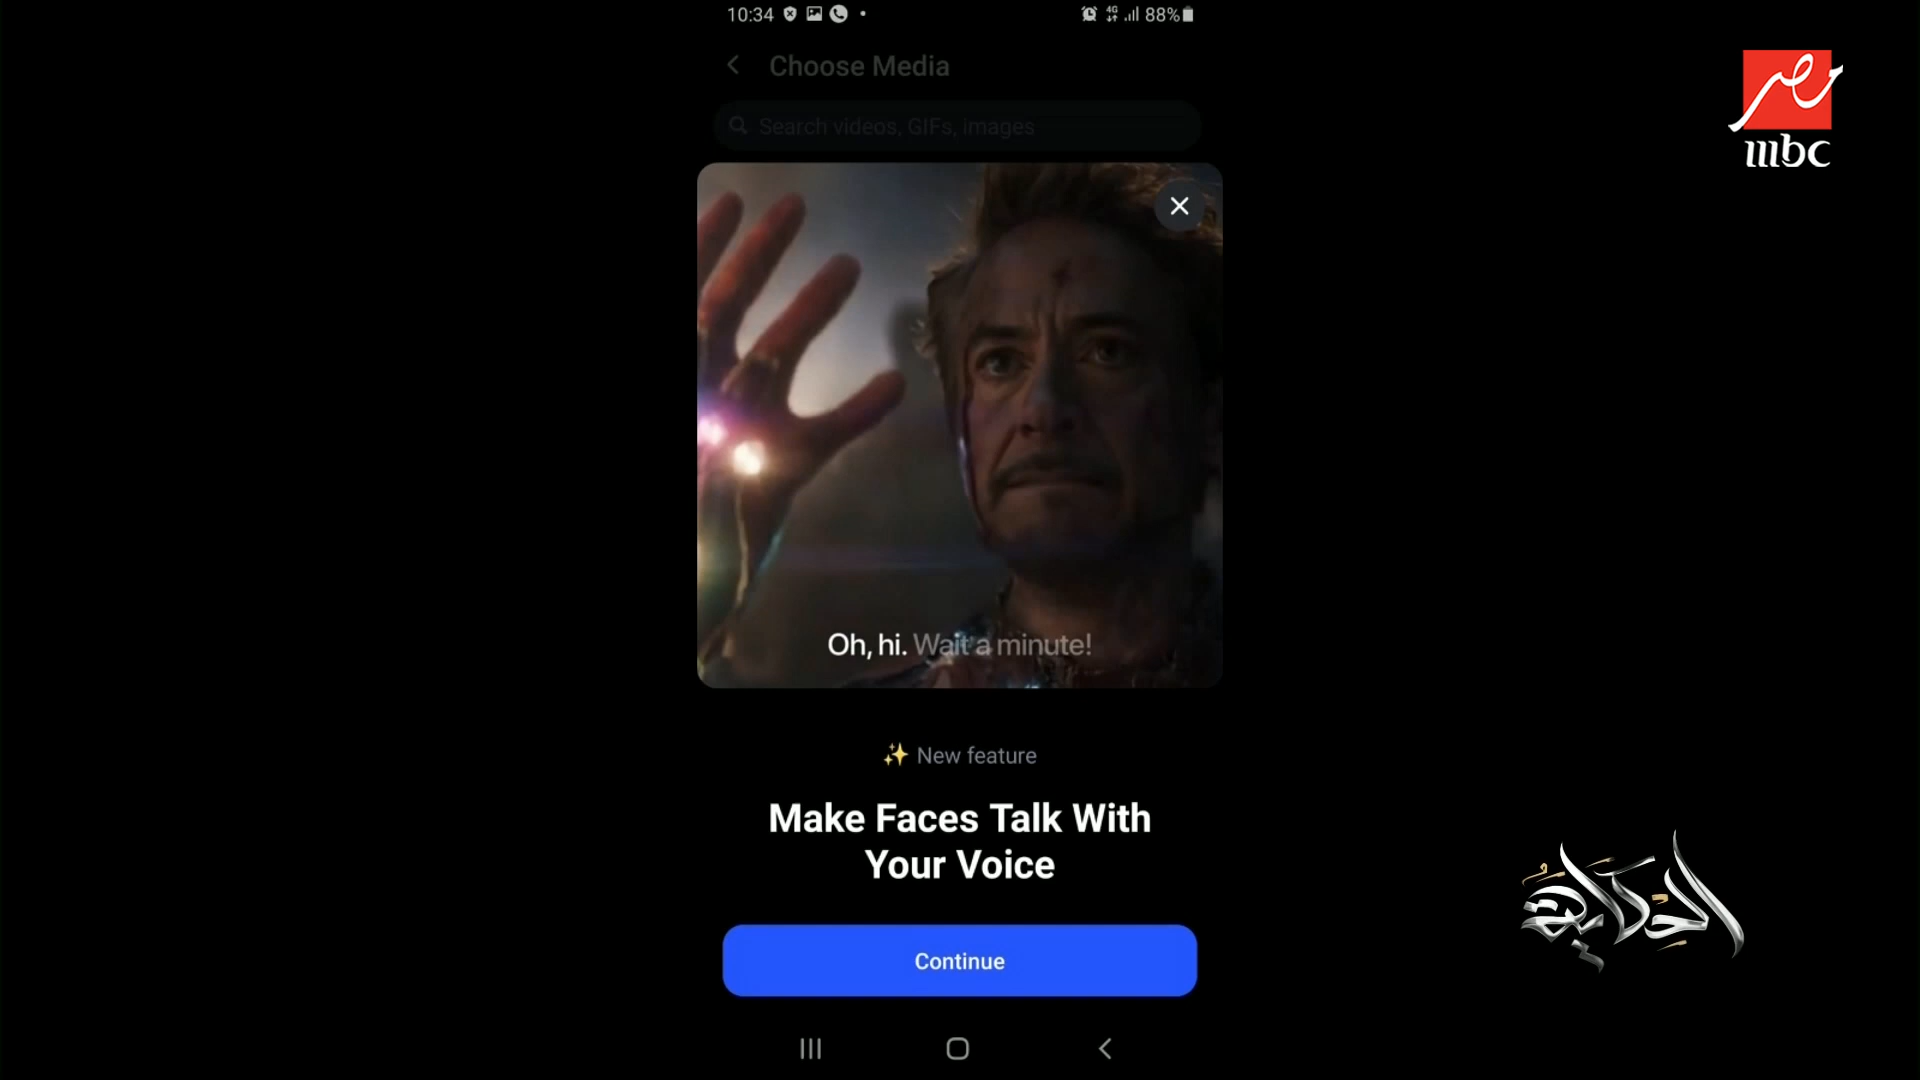 10:34
4G
88%
Choose Media
Search videos, GIFs, images
مصر
mbc
Oh, hi. Wait a minute!
✨ New feature
Make Faces Talk With
Your Voice
الحكاية
Continue